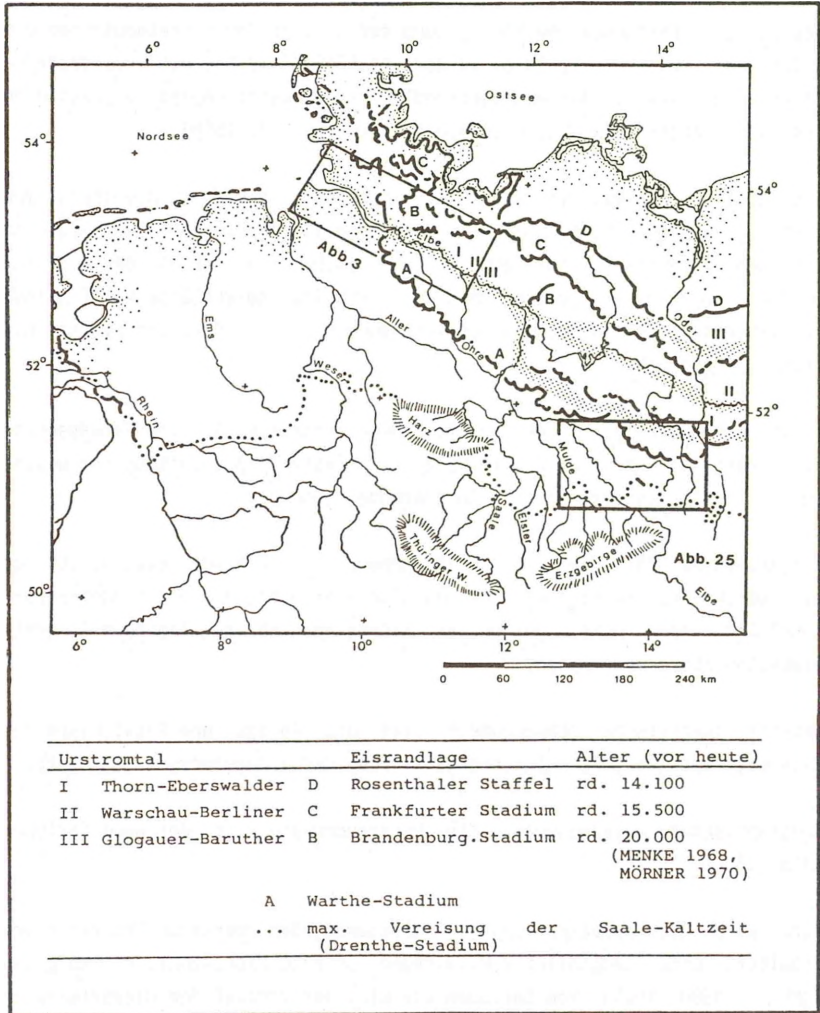 6° 8° 10° 12° 14°
Ostsee
Nordsee
54°
54°
C
B
D
Elbe
I
C
II
III
Abb.3
A
B
D
Oder
III
Ems
Aller
A
Ohre
52°
Weser
II
52°
I
Rhein
Harz
Mulde
Saale
Elster
Thüringer W.
Erzgebirge
Abb. 25
50°
Elbe
6° 8° 10° 12° 14°
0 60 120 180 240 km
Urstromtal Eisrandlage Alter (vor heute)
I Thorn-Eberswalder D Rosenthaler Staffel rd. 14.100
II Warschau-Berliner C Frankfurter Stadium rd. 15.500
III Glogauer-Baruther B Brandenburg.Stadium rd. 20.000
(MENKE 1968,
MÖRNER 1970)
A Warthe-Stadium
... max. Vereisung der Saale-Kaltzeit
(Drenthe-Stadium)